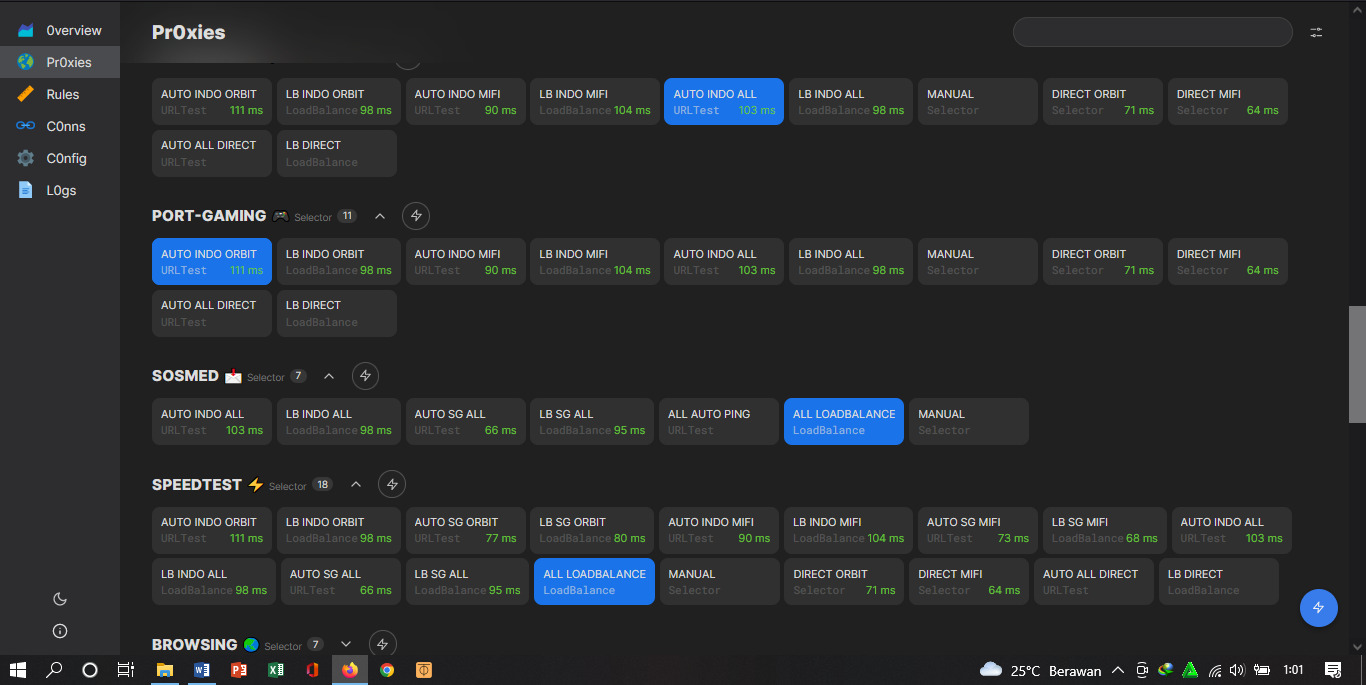 0verview
Pr0xies
Rules
C0nns
C0nfig
L0gs
Pr0xies
AUTO INDO ORBIT LB INDO ORBIT AUTO INDO MIFI LB INDO MIFI AUTO INDO ALL LB INDO ALL MANUAL DIRECT ORBIT DIRECT MIFI
URLTest 111 ms LoadBalance 98 ms URLTest 90 ms LoadBalance 104 ms URLTest 103 ms LoadBalance 98 ms Selector Selector 71 ms Selector 64 ms
AUTO ALL DIRECT LB DIRECT
URLTest LoadBalance
PORT-GAMING 🎮 Selector 11
AUTO INDO ORBIT LB INDO ORBIT AUTO INDO MIFI LB INDO MIFI AUTO INDO ALL LB INDO ALL MANUAL DIRECT ORBIT DIRECT MIFI
URLTest 111 ms LoadBalance 98 ms URLTest 90 ms LoadBalance 104 ms URLTest 103 ms LoadBalance 98 ms Selector Selector 71 ms Selector 64 ms
AUTO ALL DIRECT LB DIRECT
URLTest LoadBalance
SOSMED 📩 Selector 7
AUTO INDO ALL LB INDO ALL AUTO SG ALL LB SG ALL ALL AUTO PING ALL LOADBALANCE MANUAL
URLTest 103 ms LoadBalance 98 ms URLTest 66 ms LoadBalance 95 ms URLTest LoadBalance Selector
SPEEDTEST ⚡ Selector 18
AUTO INDO ORBIT LB INDO ORBIT AUTO SG ORBIT LB SG ORBIT AUTO INDO MIFI LB INDO MIFI AUTO SG MIFI LB SG MIFI AUTO INDO ALL
URLTest 111 ms LoadBalance 98 ms URLTest 77 ms LoadBalance 80 ms URLTest 90 ms LoadBalance 104 ms URLTest 73 ms LoadBalance 68 ms URLTest 103 ms
LB INDO ALL AUTO SG ALL LB SG ALL ALL LOADBALANCE MANUAL DIRECT ORBIT DIRECT MIFI AUTO ALL DIRECT LB DIRECT
LoadBalance 98 ms URLTest 66 ms LoadBalance 95 ms LoadBalance Selector Selector 71 ms Selector 64 ms URLTest LoadBalance
BROWSING 🌍 Selector 7
25°C Berawan 1:01